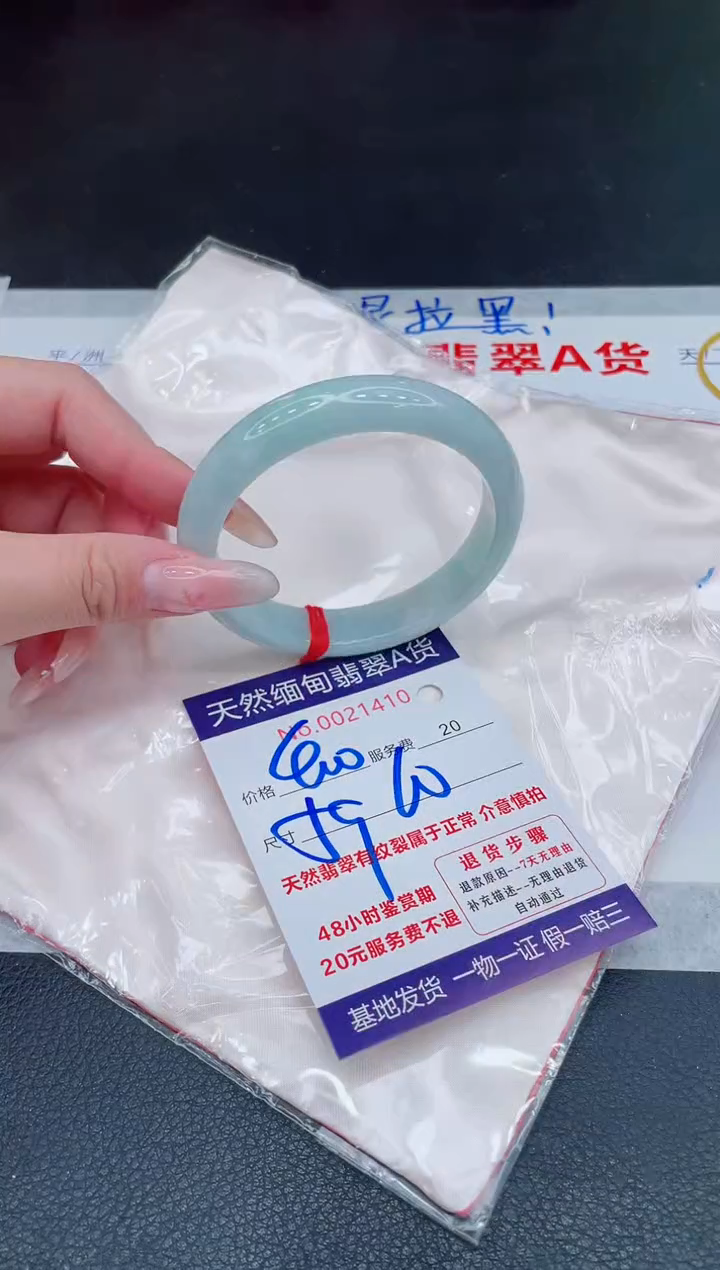 拉黑!
来/洲
翡翠A货
天
天然缅甸翡翠A货
No.0021410
价格 服务费 20
尺寸
天然翡翠有纹裂属于正常 介意慎拍
48小时鉴赏期
20元服务费不退
退货步骤
退款原因--7天无理由
补充描述--无理由退货
自动通过
基地发货 一物一证 假一赔三